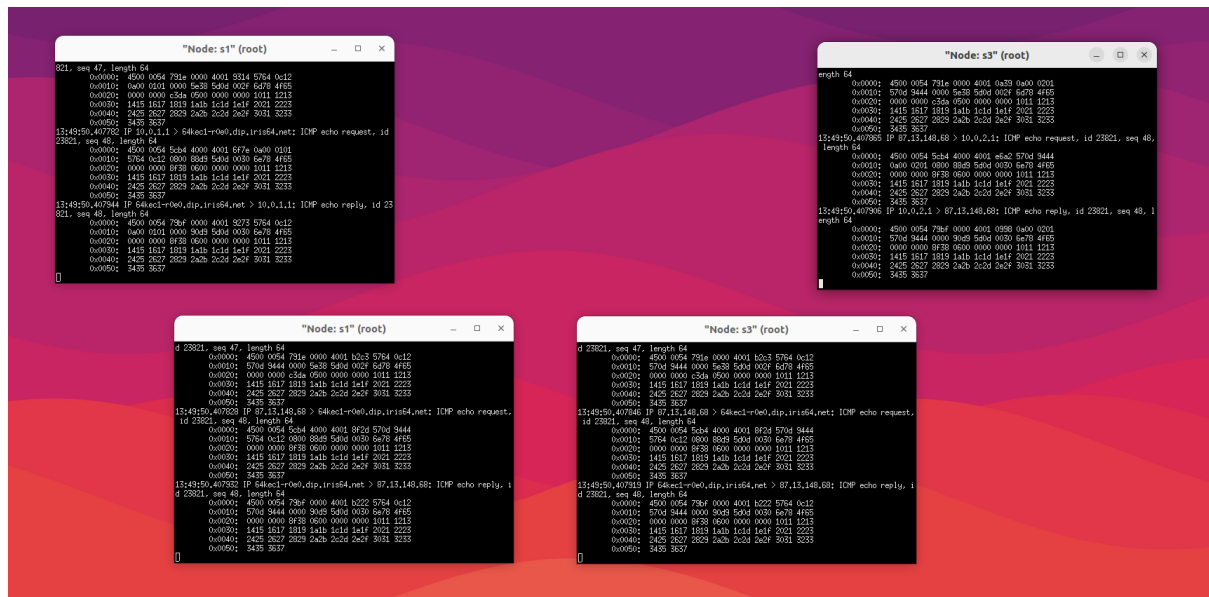 "Node: s1" (root)
821, seq 47, length 64
0x0000: 4500 0054 791e 0000 4001 9314 5764 0c12
0x0010: 0a00 0101 0000 5e38 5d0d 002f 6d78 4f65
0x0020: 0000 0000 c3da 0500 0000 0000 1011 1213
0x0030: 1415 1617 1819 1a1b 1c1d 1e1f 2021 2223
0x0040: 2425 2627 2829 2a2b 2c2d 2e2f 3031 3233
0x0050: 3435 3637
13:49:50.407782 IP 10.0.1.1 > 64kec1-r0e0.dip.iris64.net: ICMP echo request, id
23821, seq 48, length 64
0x0000: 4500 0054 5cb4 4000 4001 6f7e 0a00 0101
0x0010: 5764 0c12 0800 88d9 5d0d 0030 6e78 4f65
0x0020: 0000 0000 8f38 0600 0000 0000 1011 1213
0x0030: 1415 1617 1819 1a1b 1c1d 1e1f 2021 2223
0x0040: 2425 2627 2829 2a2b 2c2d 2e2f 3031 3233
0x0050: 3435 3637
13:49:50.407944 IP 64kec1-r0e0.dip.iris64.net > 10.0.1.1: ICMP echo reply, id 23
821, seq 48, length 64
0x0000: 4500 0054 79bf 0000 4001 9273 5764 0c12
0x0010: 0a00 0101 0000 90d9 5d0d 0030 6e78 4f65
0x0020: 0000 0000 8f38 0600 0000 0000 1011 1213
0x0030: 1415 1617 1819 1a1b 1c1d 1e1f 2021 2223
0x0040: 2425 2627 2829 2a2b 2c2d 2e2f 3031 3233
0x0050: 3435 3637
"Node: s3" (root)
ength 64
0x0000: 4500 0054 791e 0000 4001 0a39 0a00 0201
0x0010: 570d 9444 0000 5e38 5d0d 002f 6d78 4f65
0x0020: 0000 0000 c3da 0500 0000 0000 1011 1213
0x0030: 1415 1617 1819 1a1b 1c1d 1e1f 2021 2223
0x0040: 2425 2627 2829 2a2b 2c2d 2e2f 3031 3233
0x0050: 3435 3637
13:49:50.407865 IP 87.13.148.68 > 10.0.2.1: ICMP echo request, id 23821, seq 48,
length 64
0x0000: 4500 0054 5cb4 4000 4001 e6a2 570d 9444
0x0010: 0a00 0201 0800 88d9 5d0d 0030 6e78 4f65
0x0020: 0000 0000 8f38 0600 0000 0000 1011 1213
0x0030: 1415 1617 1819 1a1b 1c1d 1e1f 2021 2223
0x0040: 2425 2627 2829 2a2b 2c2d 2e2f 3031 3233
0x0050: 3435 3637
13:49:50.407906 IP 10.0.2.1 > 87.13.148.68: ICMP echo reply, id 23821, seq 48, l
ength 64
0x0000: 4500 0054 79bf 0000 4001 0998 0a00 0201
0x0010: 570d 9444 0000 90d9 5d0d 0030 6e78 4f65
0x0020: 0000 0000 8f38 0600 0000 0000 1011 1213
0x0030: 1415 1617 1819 1a1b 1c1d 1e1f 2021 2223
0x0040: 2425 2627 2829 2a2b 2c2d 2e2f 3031 3233
0x0050: 3435 3637
"Node: s1" (root)
d 23821, seq 47, length 64
0x0000: 4500 0054 791e 0000 4001 b2c3 5764 0c12
0x0010: 570d 9444 0000 5e38 5d0d 002f 6d78 4f65
0x0020: 0000 0000 c3da 0500 0000 0000 1011 1213
0x0030: 1415 1617 1819 1a1b 1c1d 1e1f 2021 2223
0x0040: 2425 2627 2829 2a2b 2c2d 2e2f 3031 3233
0x0050: 3435 3637
13:49:50.407828 IP 87.13.148.68 > 64kec1-r0e0.dip.iris64.net: ICMP echo request,
id 23821, seq 48, length 64
0x0000: 4500 0054 5cb4 4000 4001 8f2d 570d 9444
0x0010: 5764 0c12 0800 88d9 5d0d 0030 6e78 4f65
0x0020: 0000 0000 8f38 0600 0000 0000 1011 1213
0x0030: 1415 1617 1819 1a1b 1c1d 1e1f 2021 2223
0x0040: 2425 2627 2829 2a2b 2c2d 2e2f 3031 3233
0x0050: 3435 3637
13:49:50.407932 IP 64kec1-r0e0.dip.iris64.net > 87.13.148.68: ICMP echo reply, i
d 23821, seq 48, length 64
0x0000: 4500 0054 79bf 0000 4001 b222 5764 0c12
0x0010: 570d 9444 0000 90d9 5d0d 0030 6e78 4f65
0x0020: 0000 0000 8f38 0600 0000 0000 1011 1213
0x0030: 1415 1617 1819 1a1b 1c1d 1e1f 2021 2223
0x0040: 2425 2627 2829 2a2b 2c2d 2e2f 3031 3233
0x0050: 3435 3637
"Node: s3" (root)
d 23821, seq 47, length 64
0x0000: 4500 0054 791e 0000 4001 b2c3 5764 0c12
0x0010: 570d 9444 0000 5e38 5d0d 002f 6d78 4f65
0x0020: 0000 0000 c3da 0500 0000 0000 1011 1213
0x0030: 1415 1617 1819 1a1b 1c1d 1e1f 2021 2223
0x0040: 2425 2627 2829 2a2b 2c2d 2e2f 3031 3233
0x0050: 3435 3637
13:49:50.407846 IP 87.13.148.68 > 64kec1-r0e0.dip.iris64.net: ICMP echo request,
id 23821, seq 48, length 64
0x0000: 4500 0054 5cb4 4000 4001 8f2d 570d 9444
0x0010: 5764 0c12 0800 88d9 5d0d 0030 6e78 4f65
0x0020: 0000 0000 8f38 0600 0000 0000 1011 1213
0x0030: 1415 1617 1819 1a1b 1c1d 1e1f 2021 2223
0x0040: 2425 2627 2829 2a2b 2c2d 2e2f 3031 3233
0x0050: 3435 3637
13:49:50.407919 IP 64kec1-r0e0.dip.iris64.net > 87.13.148.68: ICMP echo reply, i
d 23821, seq 48, length 64
0x0000: 4500 0054 79bf 0000 4001 b222 5764 0c12
0x0010: 570d 9444 0000 90d9 5d0d 0030 6e78 4f65
0x0020: 0000 0000 8f38 0600 0000 0000 1011 1213
0x0030: 1415 1617 1819 1a1b 1c1d 1e1f 2021 2223
0x0040: 2425 2627 2829 2a2b 2c2d 2e2f 3031 3233
0x0050: 3435 3637